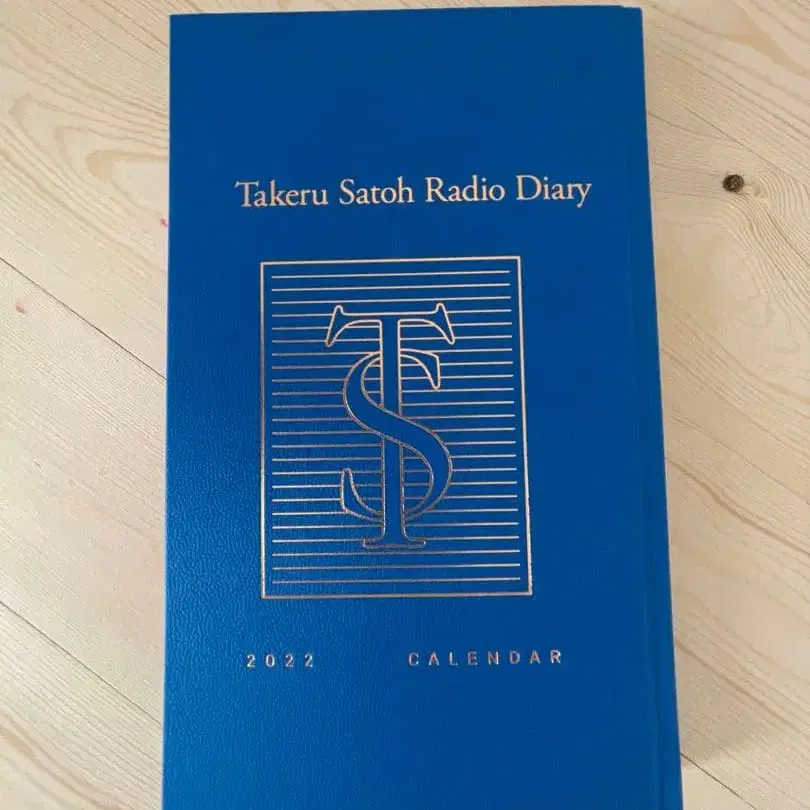 Takeru Satoh Radio Diary
TS
2022 CALENDAR